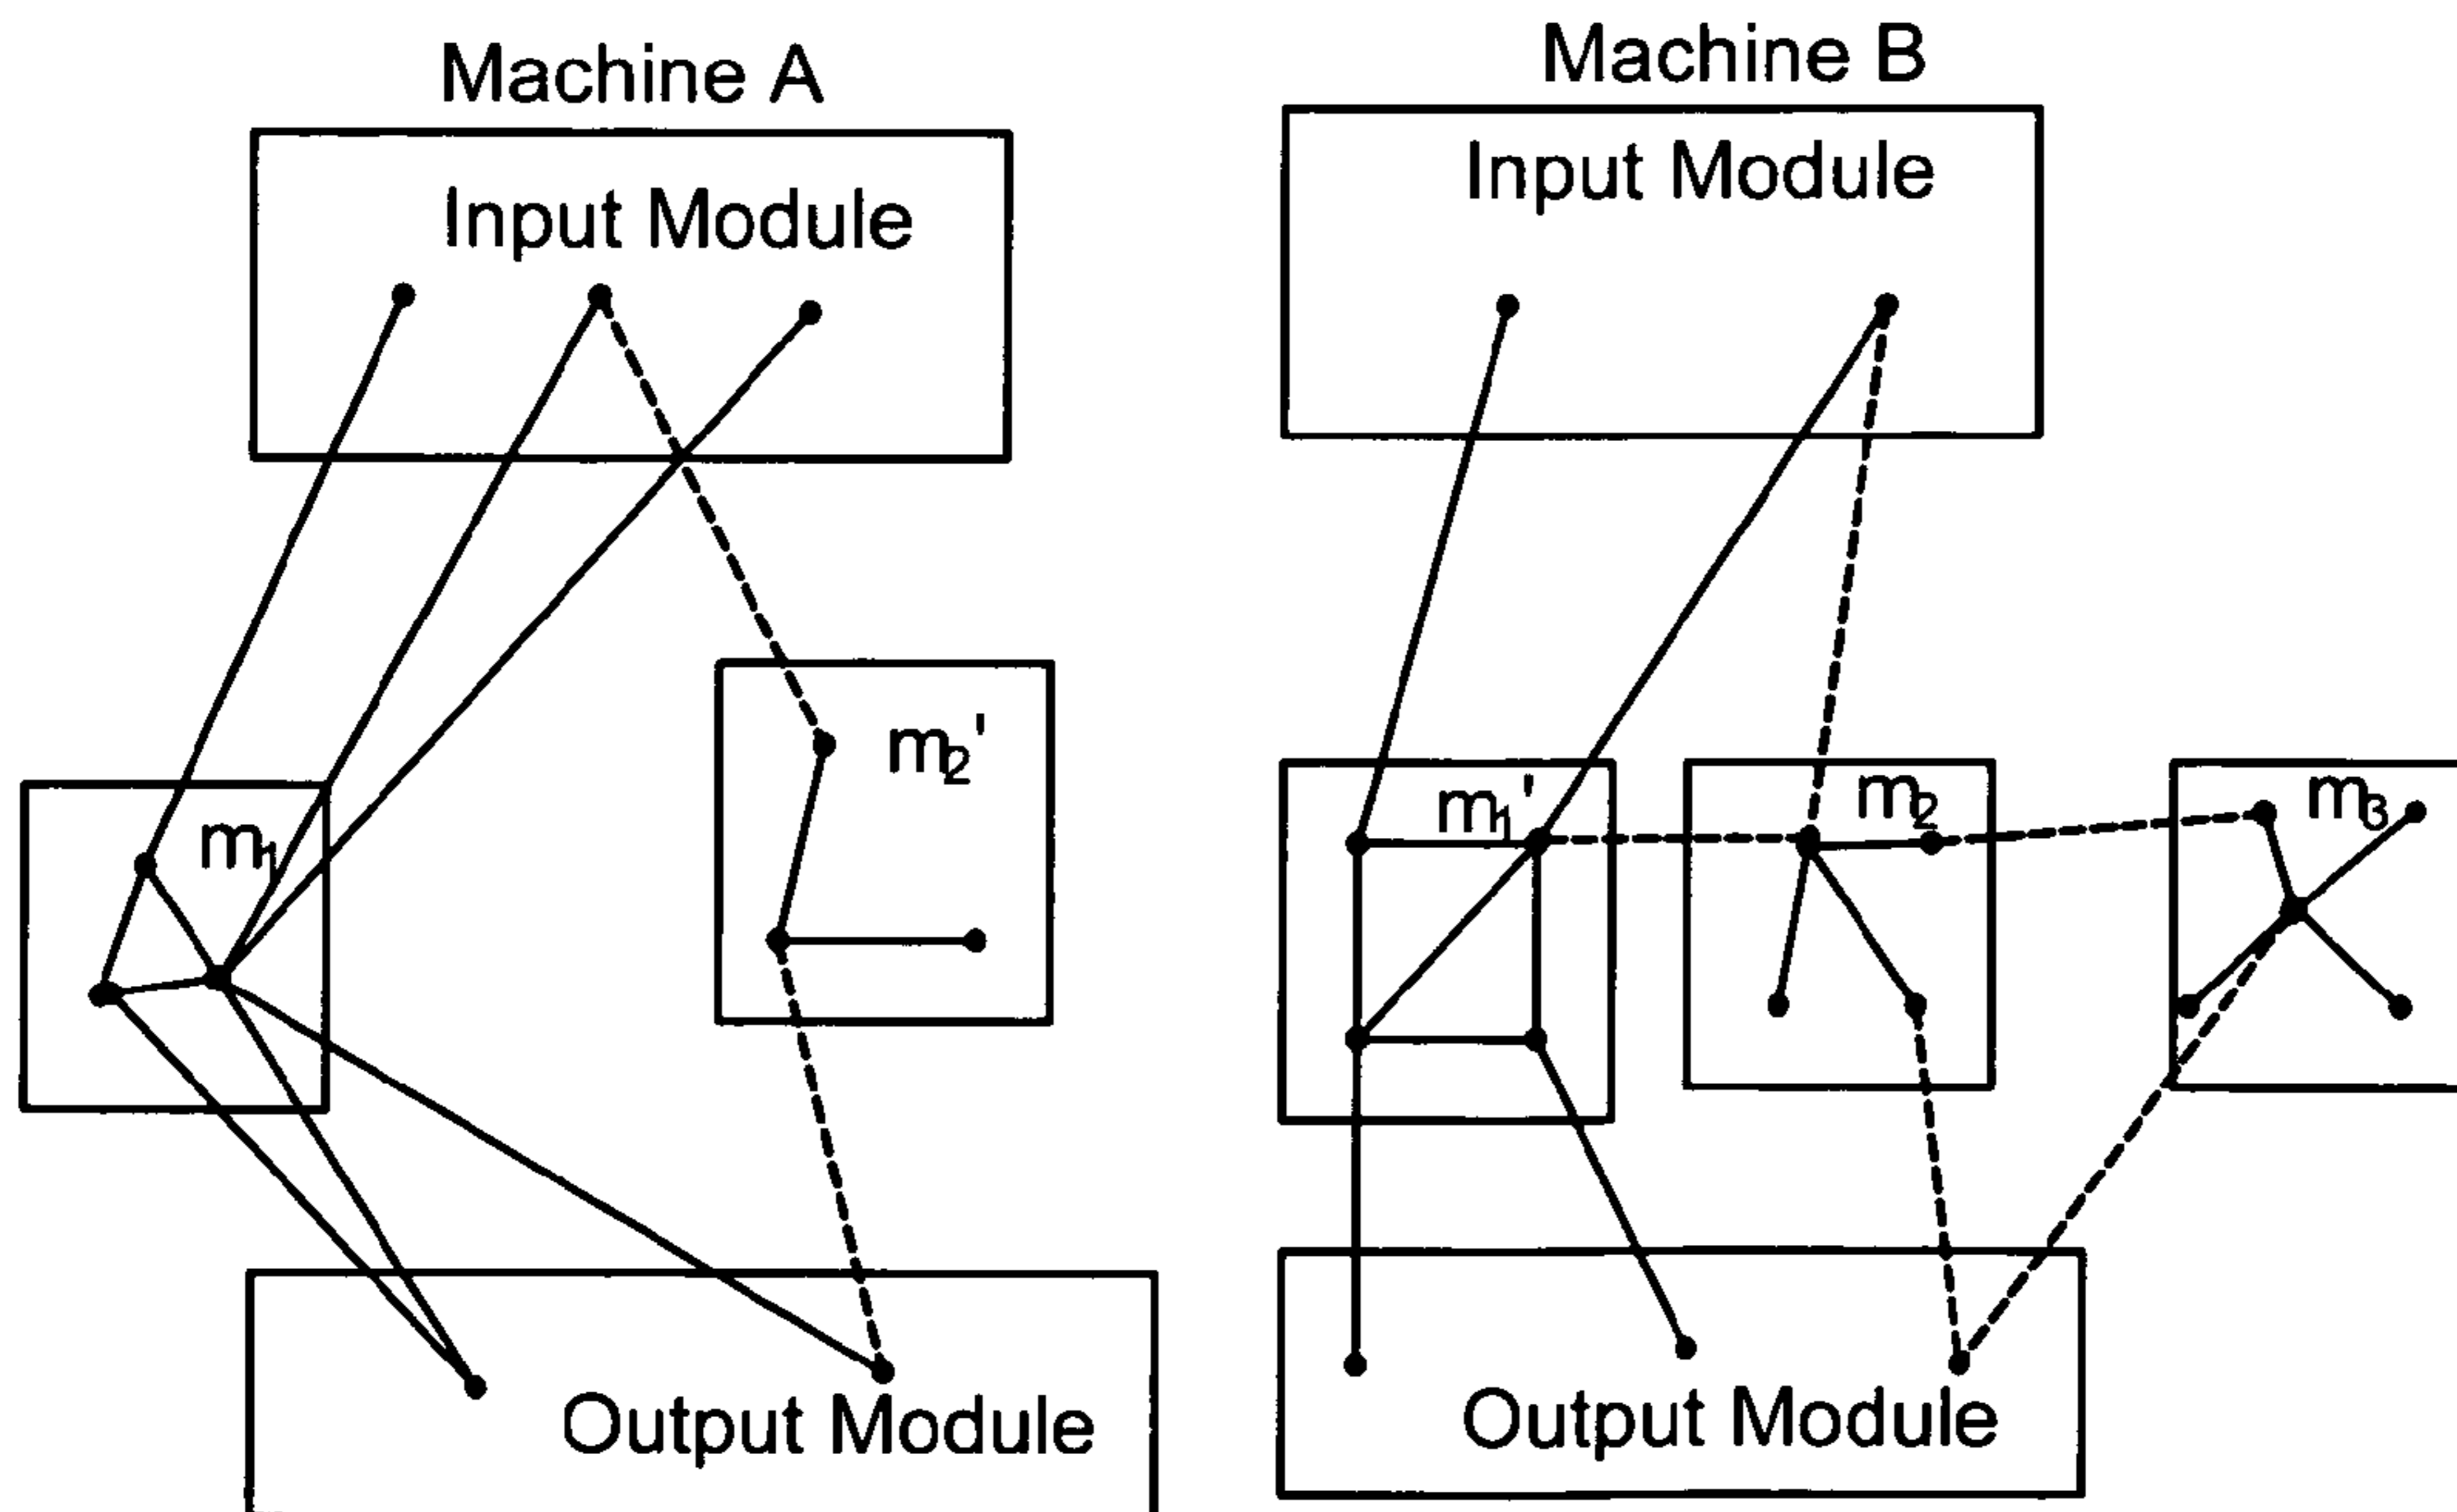 Machine A
Input Module
m1
m2'
Output Module
Machine B
Input Module
m1'
m2
m3
Output Module